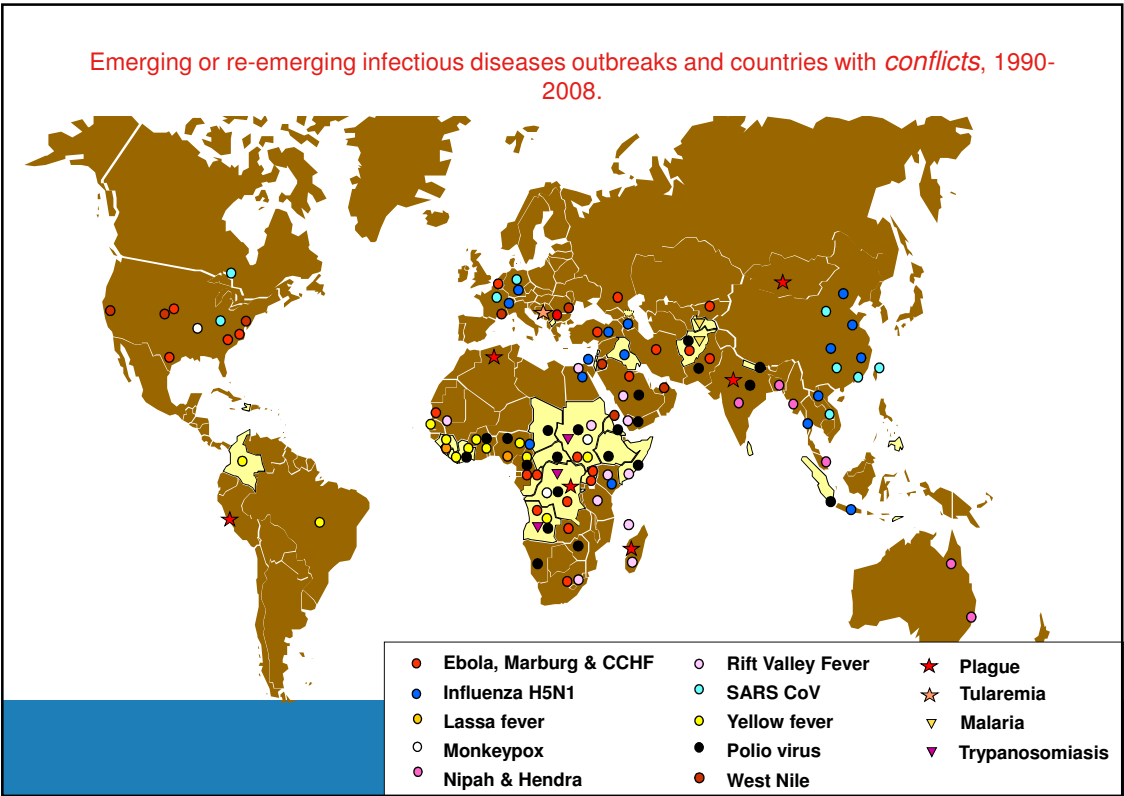 Emerging or re-emerging infectious diseases outbreaks and countries with conflicts, 1990-
2008.
Ebola, Marburg & CCHF
Influenza H5N1
Lassa fever
Monkeypox
Nipah & Hendra
Rift Valley Fever
SARS CoV
Yellow fever
Polio virus
West Nile
Plague
Tularemia
Malaria
Trypanosomiasis